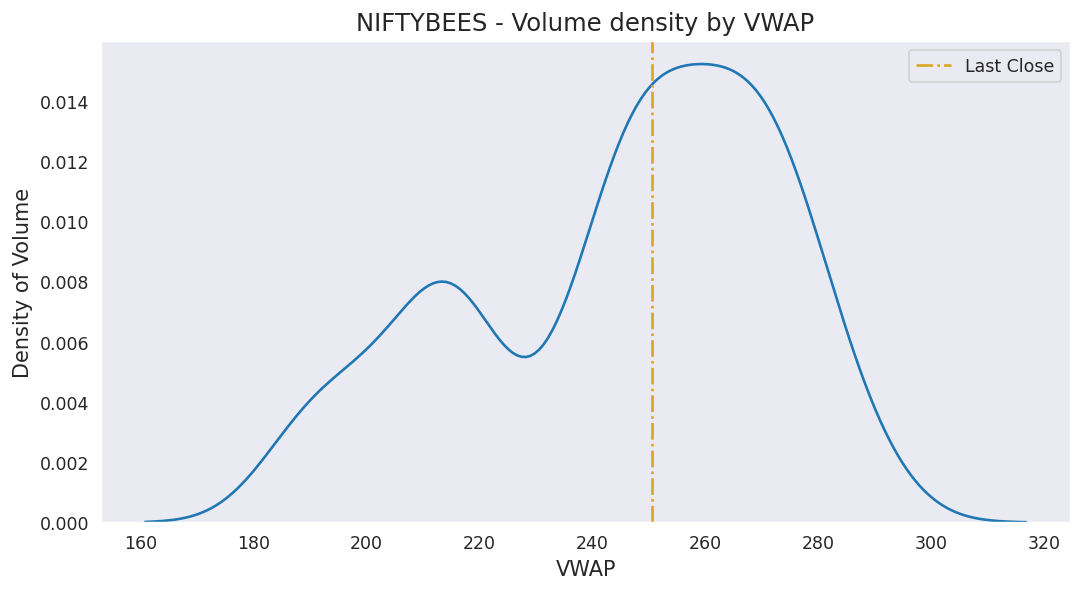 NIFTYBEES - Volume density by VWAP
Last Close
Density of Volume
0.014
0.012
0.010
0.008
0.006
0.004
0.002
0.000
160 180 200 220 240 260 280 300 320
VWAP